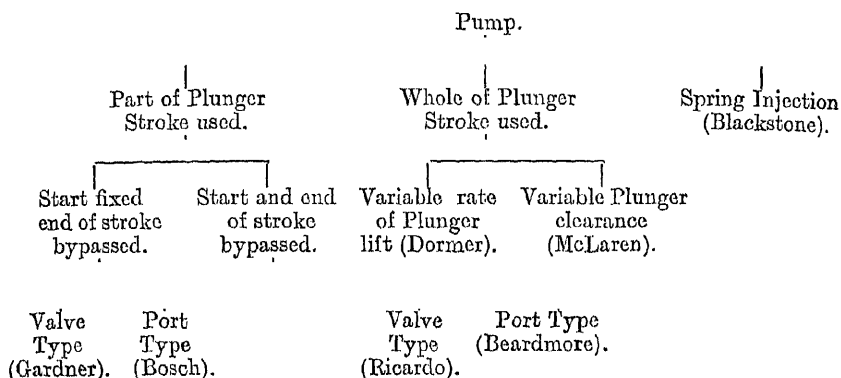 Pump.
Part of Plunger
Stroke used.
Whole of Plunger
Stroke used.
Spring Injection
(Blackstone).
Start fixed
end of stroke
bypassed.
Start and end
of stroke
bypassed.
Variable rate
of Plunger
lift (Dormer).
Variable Plunger
clearance
(McLaren).
Valve
Type
(Gardner).
Port
Type
(Bosch).
Valve
Type
(Ricardo).
Port Type
(Beardmore).